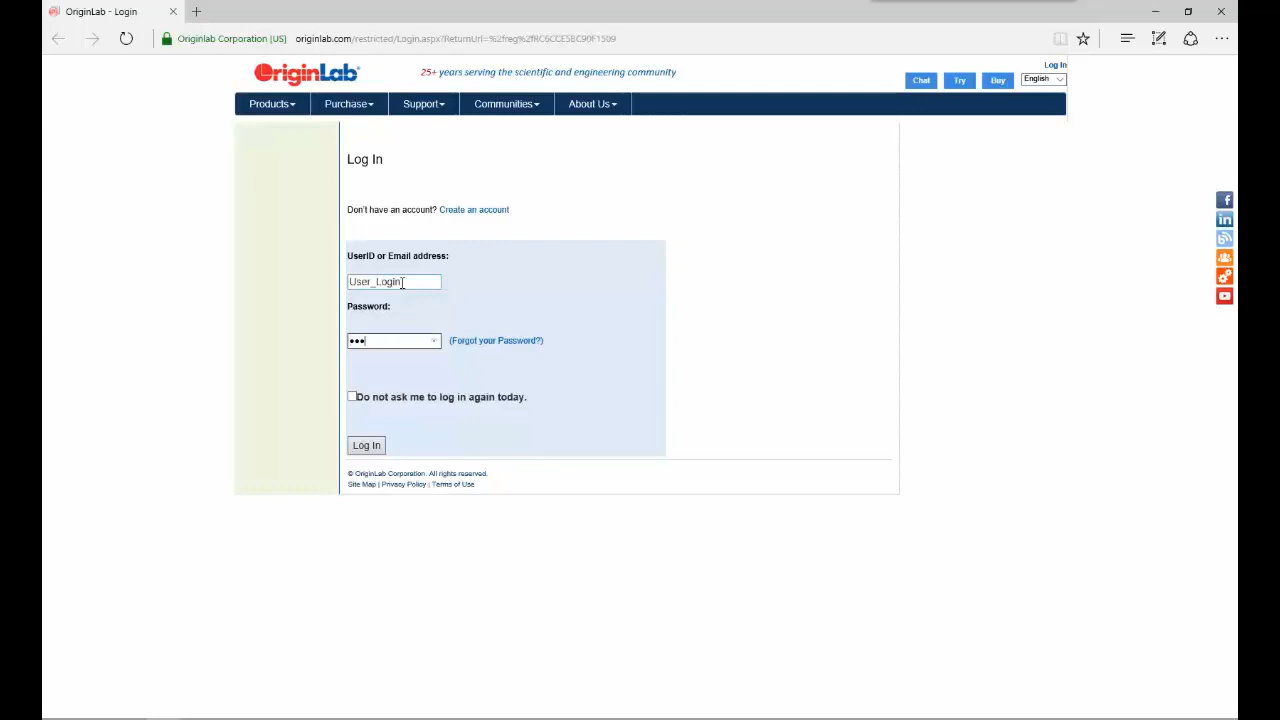 OriginLab - Login
Originlab Corporation [US] originlab.com/restricted/Login.aspx?ReturnUrl=%2freg%2fRC6CCE5BC90F1509
Log In
OriginLab
25+ years serving the scientific and engineering community
Chat Try Buy English
Products Purchase Support Communities About Us
Log In
Don't have an account? Create an account
UserID or Email address:
User_Login
Password:
(Forgot your Password?)
Do not ask me to log in again today.
Log In
© OriginLab Corporation. All rights reserved.
Site Map | Privacy Policy | Terms of Use